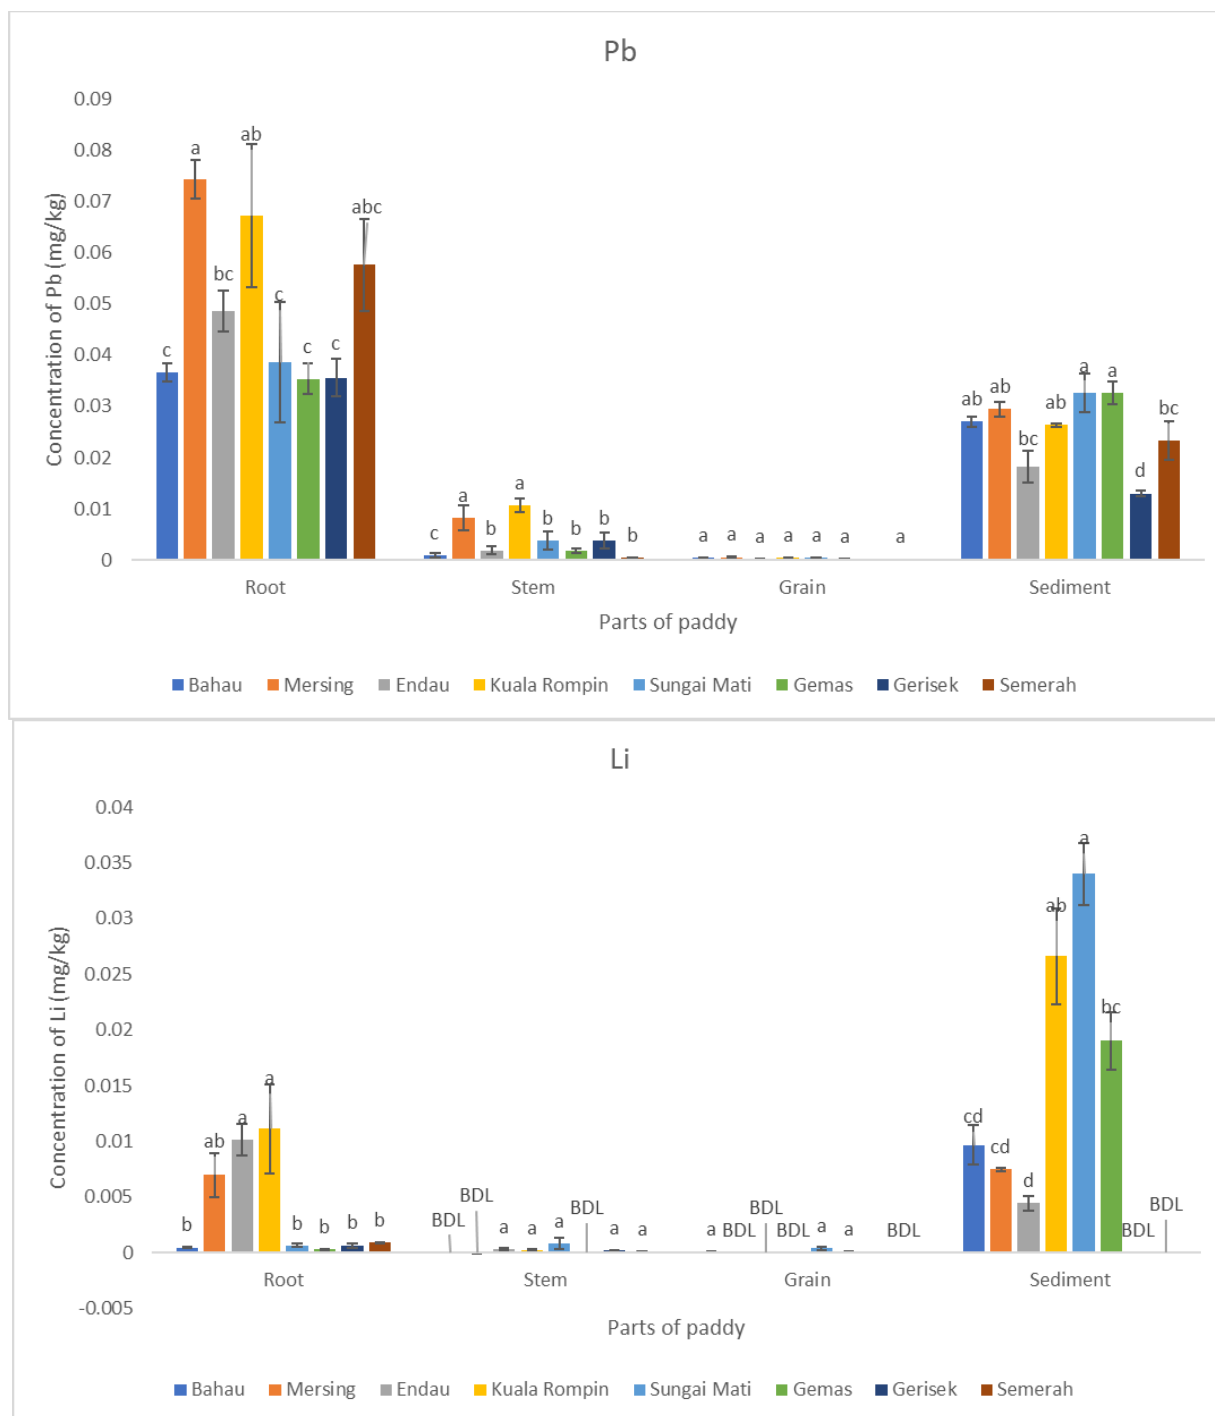 Pb
Concentration of Pb (mg/kg)
0.09
0.08
0.07
0.06
0.05
0.04
0.03
0.02
0.01
0
c a bc ab c c c abc
c a b a b b b b
a a a a a a a
ab ab bc ab a a d bc
Root Stem Grain Sediment
Parts of paddy
Bahau Mersing Endau Kuala Rompin Sungai Mati Gemas Gerisek Semerah
Li
Concentration of Li (mg/kg)
0.04
0.035
0.03
0.025
0.02
0.015
0.01
0.005
0
-0.005
b ab a a b b b b
BDL BDL a a a BDL a a
a BDL BDL BDL a a BDL
cd cd d ab a bc BDL BDL
Root Stem Grain Sediment
Parts of paddy
Bahau Mersing Endau Kuala Rompin Sungai Mati Gemas Gerisek Semerah